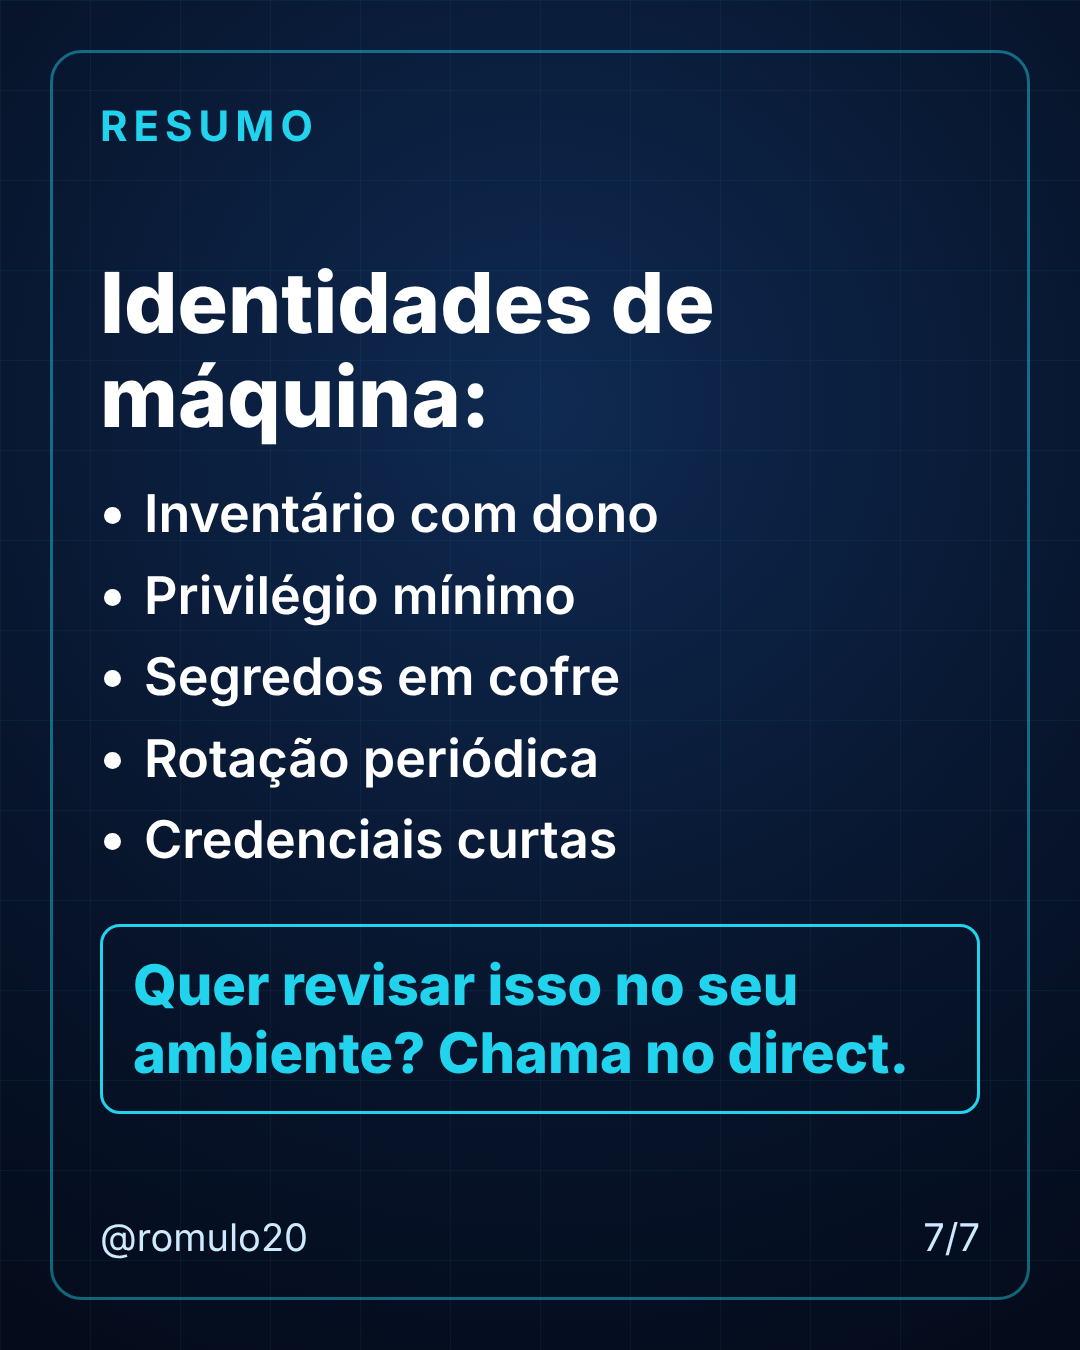 RESUMO
Identidades de
máquina:
• Inventário com dono
• Privilégio mínimo
• Segredos em cofre
• Rotação periódica
• Credenciais curtas
Quer revisar isso no seu
ambiente? Chama no direct.
@romulo20
7/7